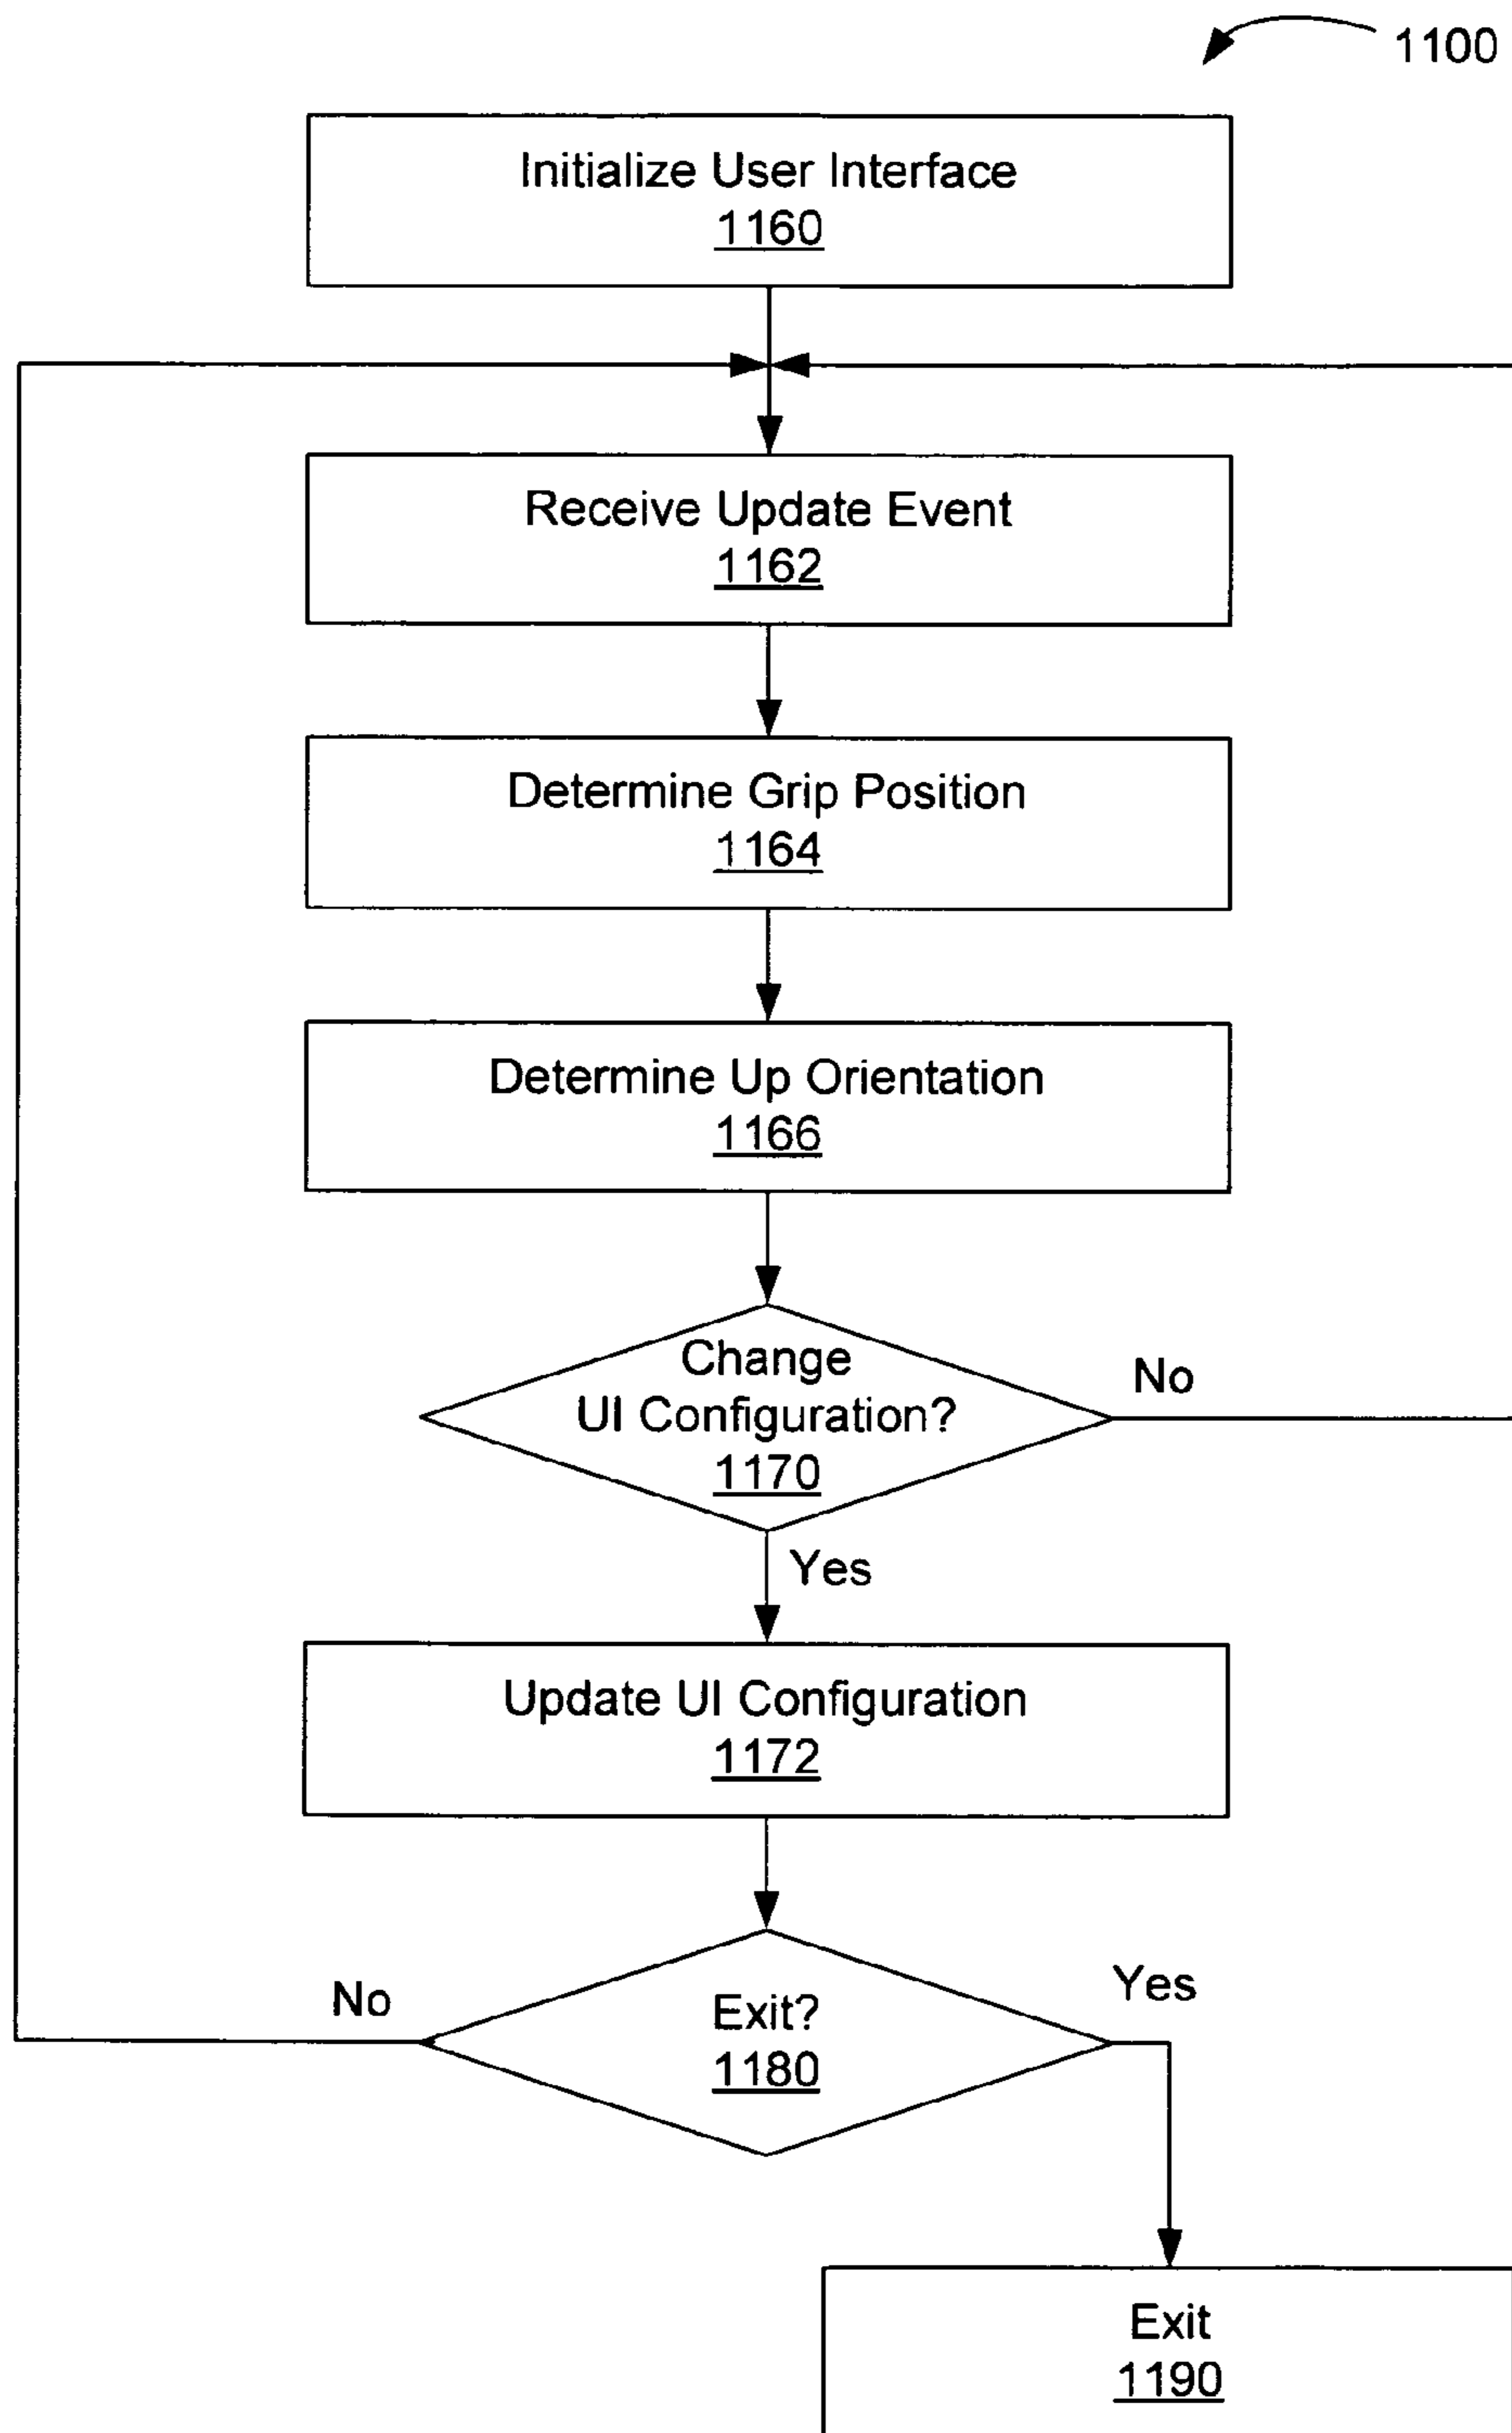 1100
Initialize User Interface
1160
Receive Update Event
1162
Determine Grip Position
1164
Determine Up Orientation
1166
Change
UI Configuration?
1170
No
Yes
Update UI Configuration
1172
No
Exit?
1180
Yes
Exit
1190